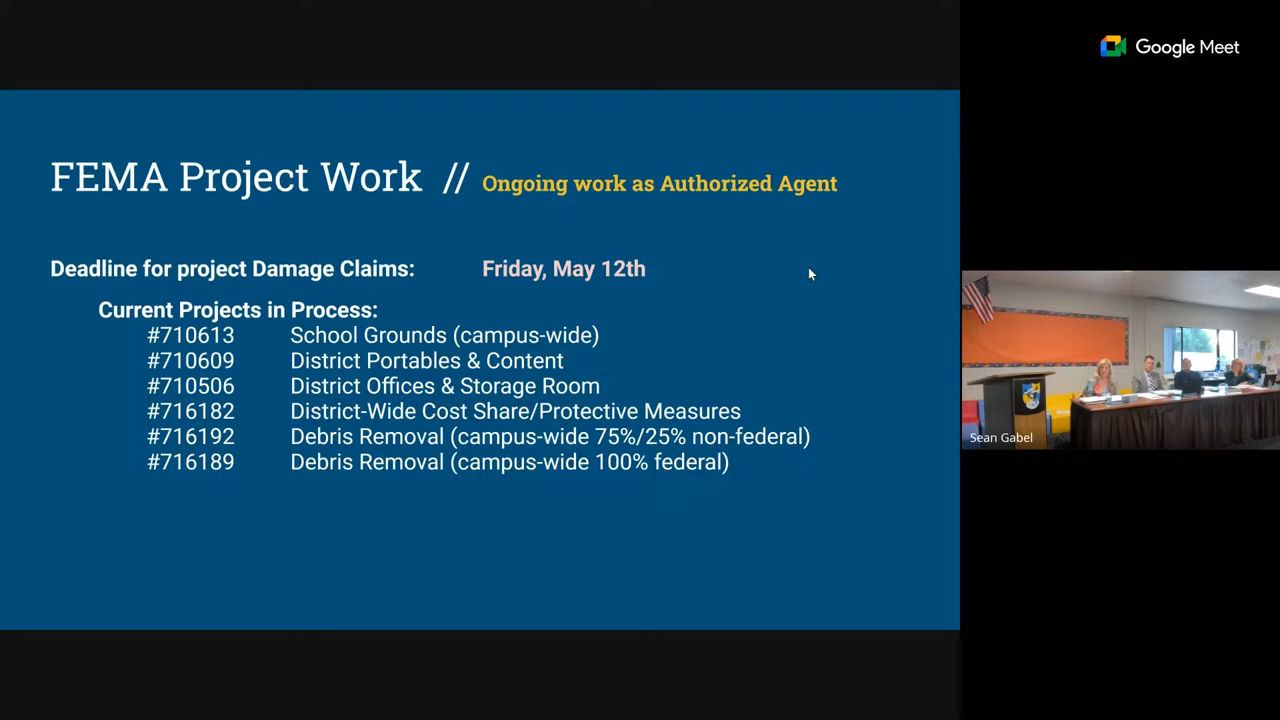 Google Meet
FEMA Project Work // Ongoing work as Authorized Agent
Deadline for project Damage Claims: Friday, May 12th
Current Projects in Process:
#710613 School Grounds (campus-wide)
#710609 District Portables & Content
#710506 District Offices & Storage Room
#716182 District-Wide Cost Share/Protective Measures
#716192 Debris Removal (campus-wide 75%/25% non-federal)
#716189 Debris Removal (campus-wide 100% federal)
Sean Gabel